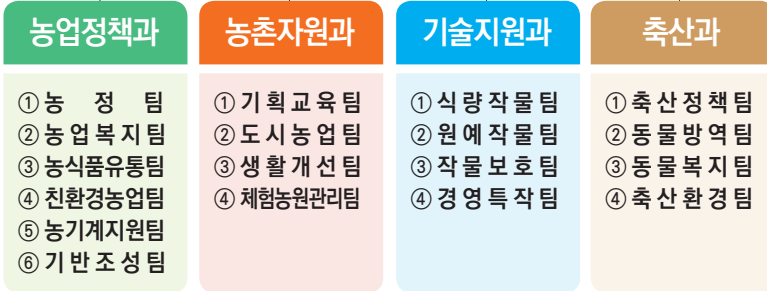 농업정책과
① 농 정 팀
② 농업복지팀
③ 농식품유통팀
④ 친환경농업팀
⑤ 농기계지원팀
⑥ 기반조성팀
농촌자원과
① 기획교육팀
② 도시농업팀
③ 생활개선팀
④ 체험농원관리팀
기술지원과
① 식량작물팀
② 원예작물팀
③ 작물보호팀
④ 경영특작팀
축산과
① 축산정책팀
② 동물방역팀
③ 동물복지팀
④ 축산환경팀